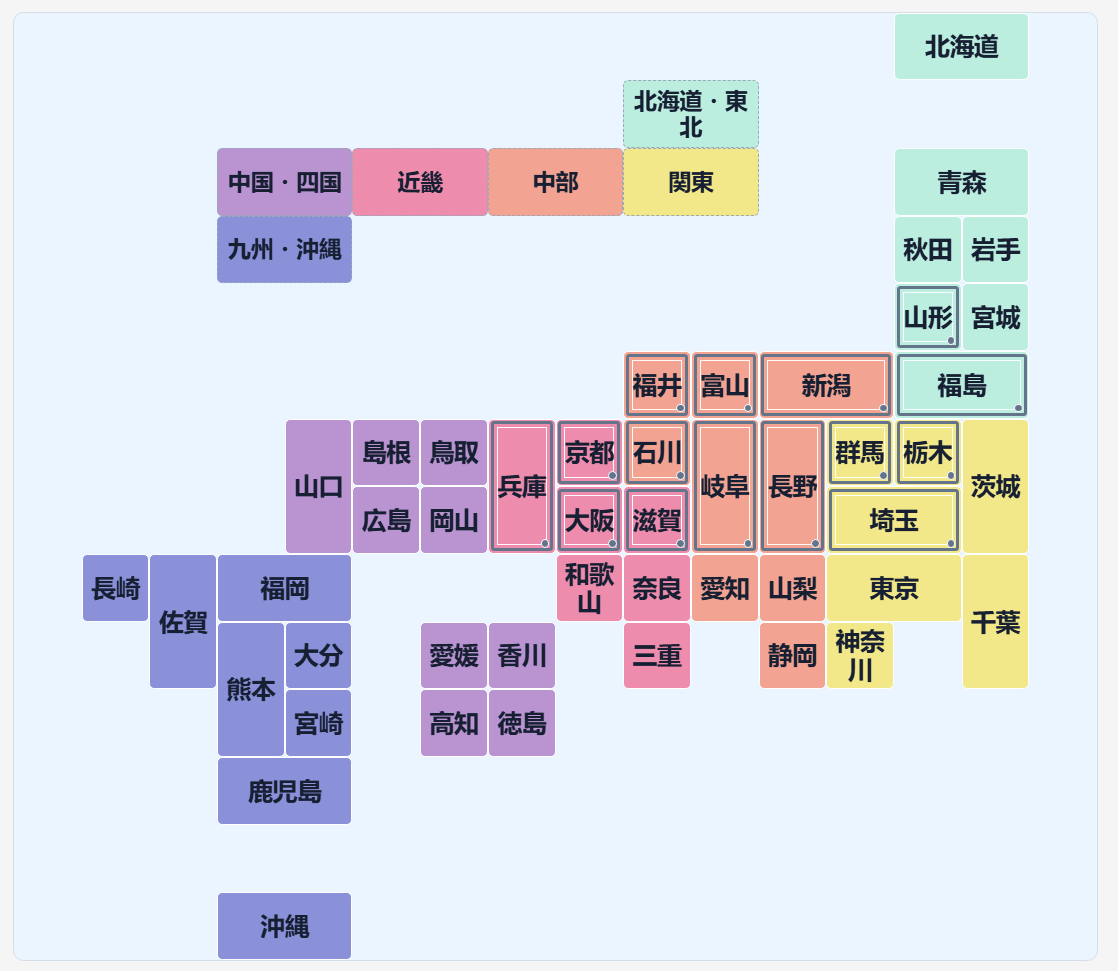 北海道
北海道・東
北
中国・四国
近畿
中部
関東
青森
九州・沖縄
秋田
岩手
山形
宮城
福井
富山
新潟
福島
山口
島根
鳥取
兵庫
京都
石川
岐阜
長野
群馬
栃木
茨城
広島
岡山
大阪
滋賀
埼玉
長崎
佐賀
福岡
和歌
山
奈良
愛知
山梨
東京
千葉
熊本
大分
愛媛
香川
三重
静岡
神奈
川
宮崎
高知
徳島
鹿児島
沖縄